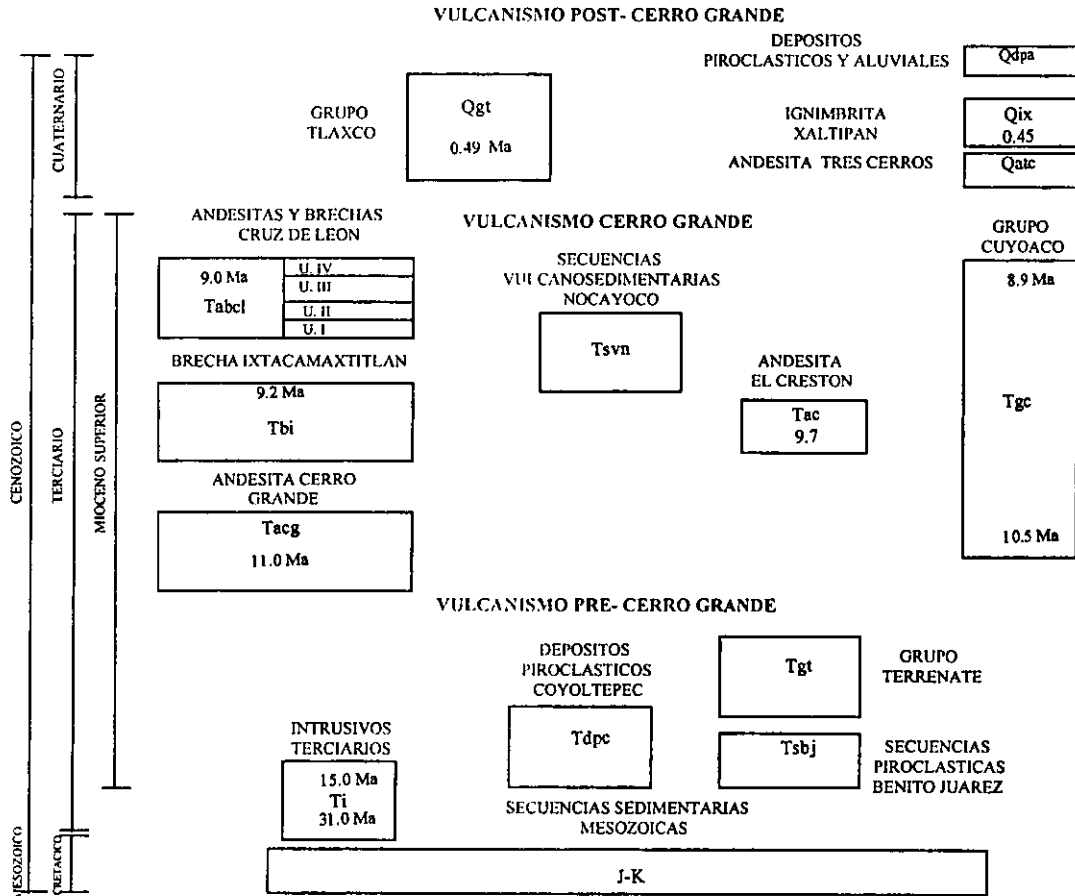 VULCANISMO POST- CERRO GRANDE
DEPOSITOS
PIROCLASTICOS Y ALUVIALES
Qdpa
CUATERNARIO
GRUPO
TLAXCO
Qgt
0.49 Ma
IGNIMBRITA
XALTIPAN
Qix
0.45
ANDESITA TRES CERROS
Qatc
ANDESITAS Y BRECHAS
CRUZ DE LEON
9.0 Ma
Tabcl
U. IV
U. III
U. II
U. I
VULCANISMO CERRO GRANDE
SECUENCIAS
VULCANOSEDIMENTARIAS
NOCAYOCO
Tsvn
GRUPO
CUYOACO
8.9 Ma
Tgc
10.5 Ma
BRECHA IXTACAMAXTITLAN
9.2 Ma
Tbi
ANDESITA
EL CRESTON
Tac
9.7
CENOZOICO
TERCIARIO
MIOCENO SUPERIOR
ANDESITA CERRO
GRANDE
Tacg
11.0 Ma
VULCANISMO PRE- CERRO GRANDE
DEPOSITOS
PIROCLASTICOS
COYOLTEPEC
Tdpc
Tgt
GRUPO
TERRENATE
INTRUSIVOS
TERCIARIOS
15.0 Ma
Ti
31.0 Ma
Tsbj
SECUENCIAS
PIROCLASTICAS
BENITO JUAREZ
SECUENCIAS SEDIMENTARIAS
MESOZOICAS
MESOZOICO
CRETACICO
J-K